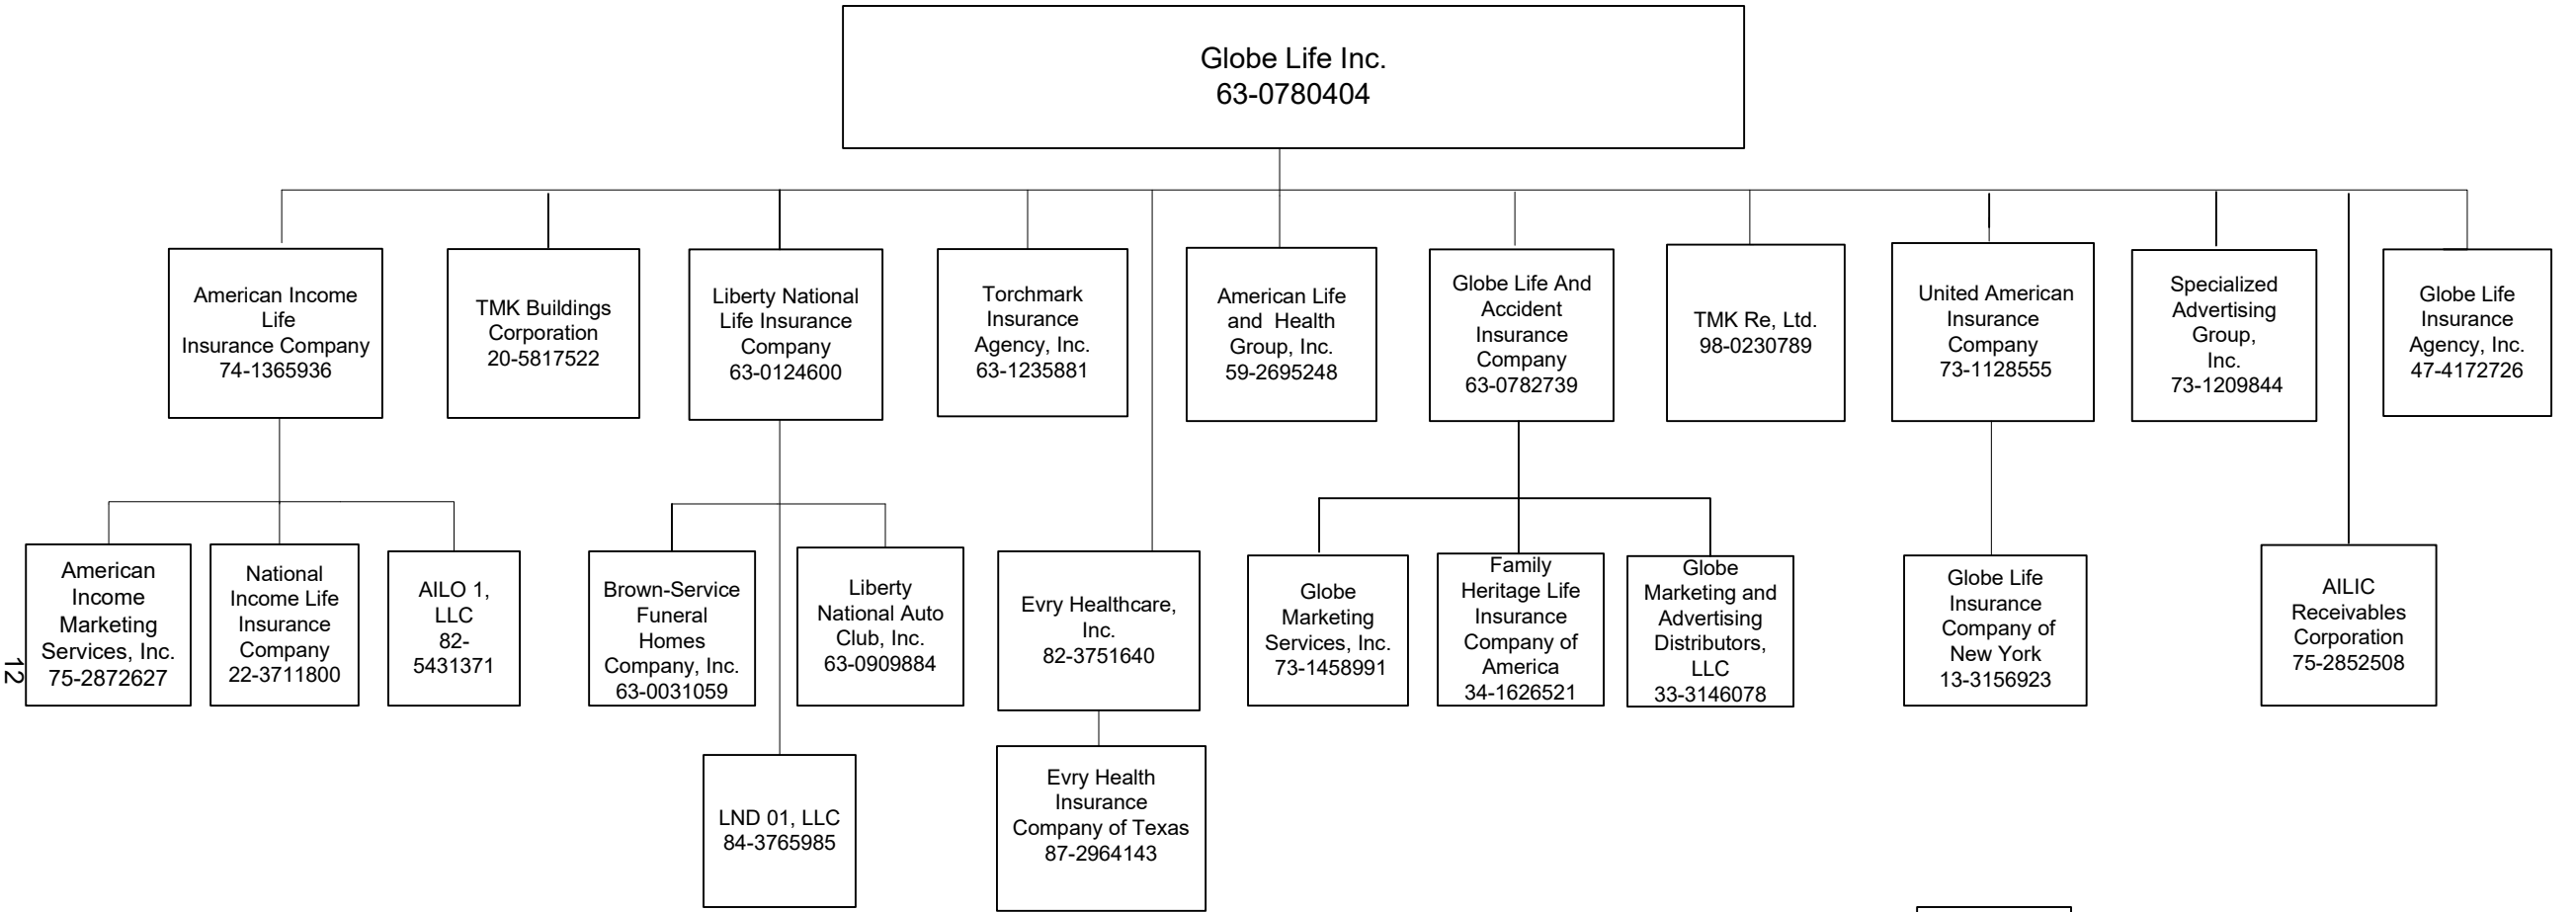 Globe Life Inc.
63-0780404
American Income
Life
Insurance Company
74-1365936
TMK Buildings
Corporation
20-5817522
Liberty National
Life Insurance
Company
63-0124600
Torchmark
Insurance
Agency, Inc.
63-1235881
American Life
and Health
Group, Inc.
59-2695248
Globe Life And
Accident
Insurance
Company
63-0782739
TMK Re, Ltd.
98-0230789
United American
Insurance
Company
73-1128555
Specialized
Advertising
Group,
Inc.
73-1209844
Globe Life
Insurance
Agency, Inc.
47-4172726
American
Income
Marketing
Services, Inc.
75-2872627
National
Income Life
Insurance
Company
22-3711800
AILO 1,
LLC
82-
5431371
Brown-Service
Funeral
Homes
Company, Inc.
63-0031059
Liberty
National Auto
Club, Inc.
63-0909884
Evry Healthcare,
Inc.
82-3751640
Globe
Marketing
Services, Inc.
73-1458991
Family
Heritage Life
Insurance
Company of
America
34-1626521
Globe
Marketing and
Advertising
Distributors,
LLC
33-3146078
Globe Life
Insurance
Company of
New York
13-3156923
AILIC
Receivables
Corporation
75-2852508
12
LND 01, LLC
84-3765985
Evry Health
Insurance
Company of Texas
87-2964143